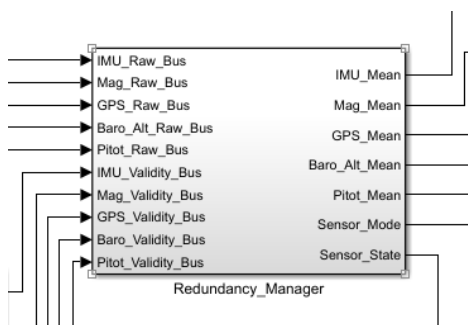 IMU_Raw_Bus
Mag_Raw_Bus
GPS_Raw_Bus
Baro_Alt_Raw_Bus
Pitot_Raw_Bus
IMU_Validity_Bus
Mag_Validity_Bus
GPS_Validity_Bus
Baro_Validity_Bus
Pitot_Validity_Bus
IMU_Mean
Mag_Mean
GPS_Mean
Baro_Alt_Mean
Pitot_Mean
Sensor_Mode
Sensor_State
Redundancy_Manager